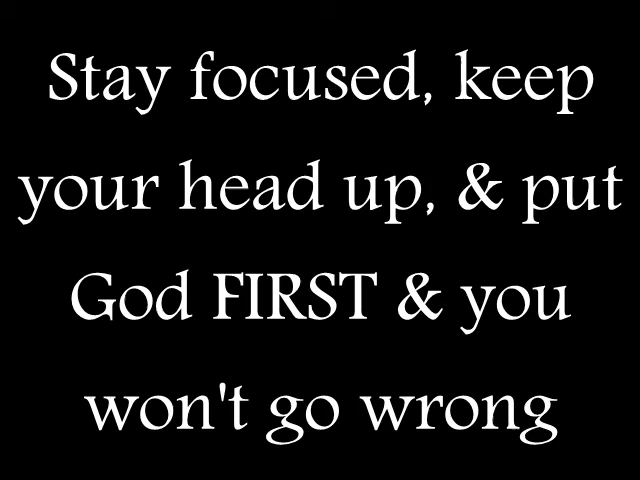 Stay focused, keep
your head up, & put
God FIRST & you
won't go wrong